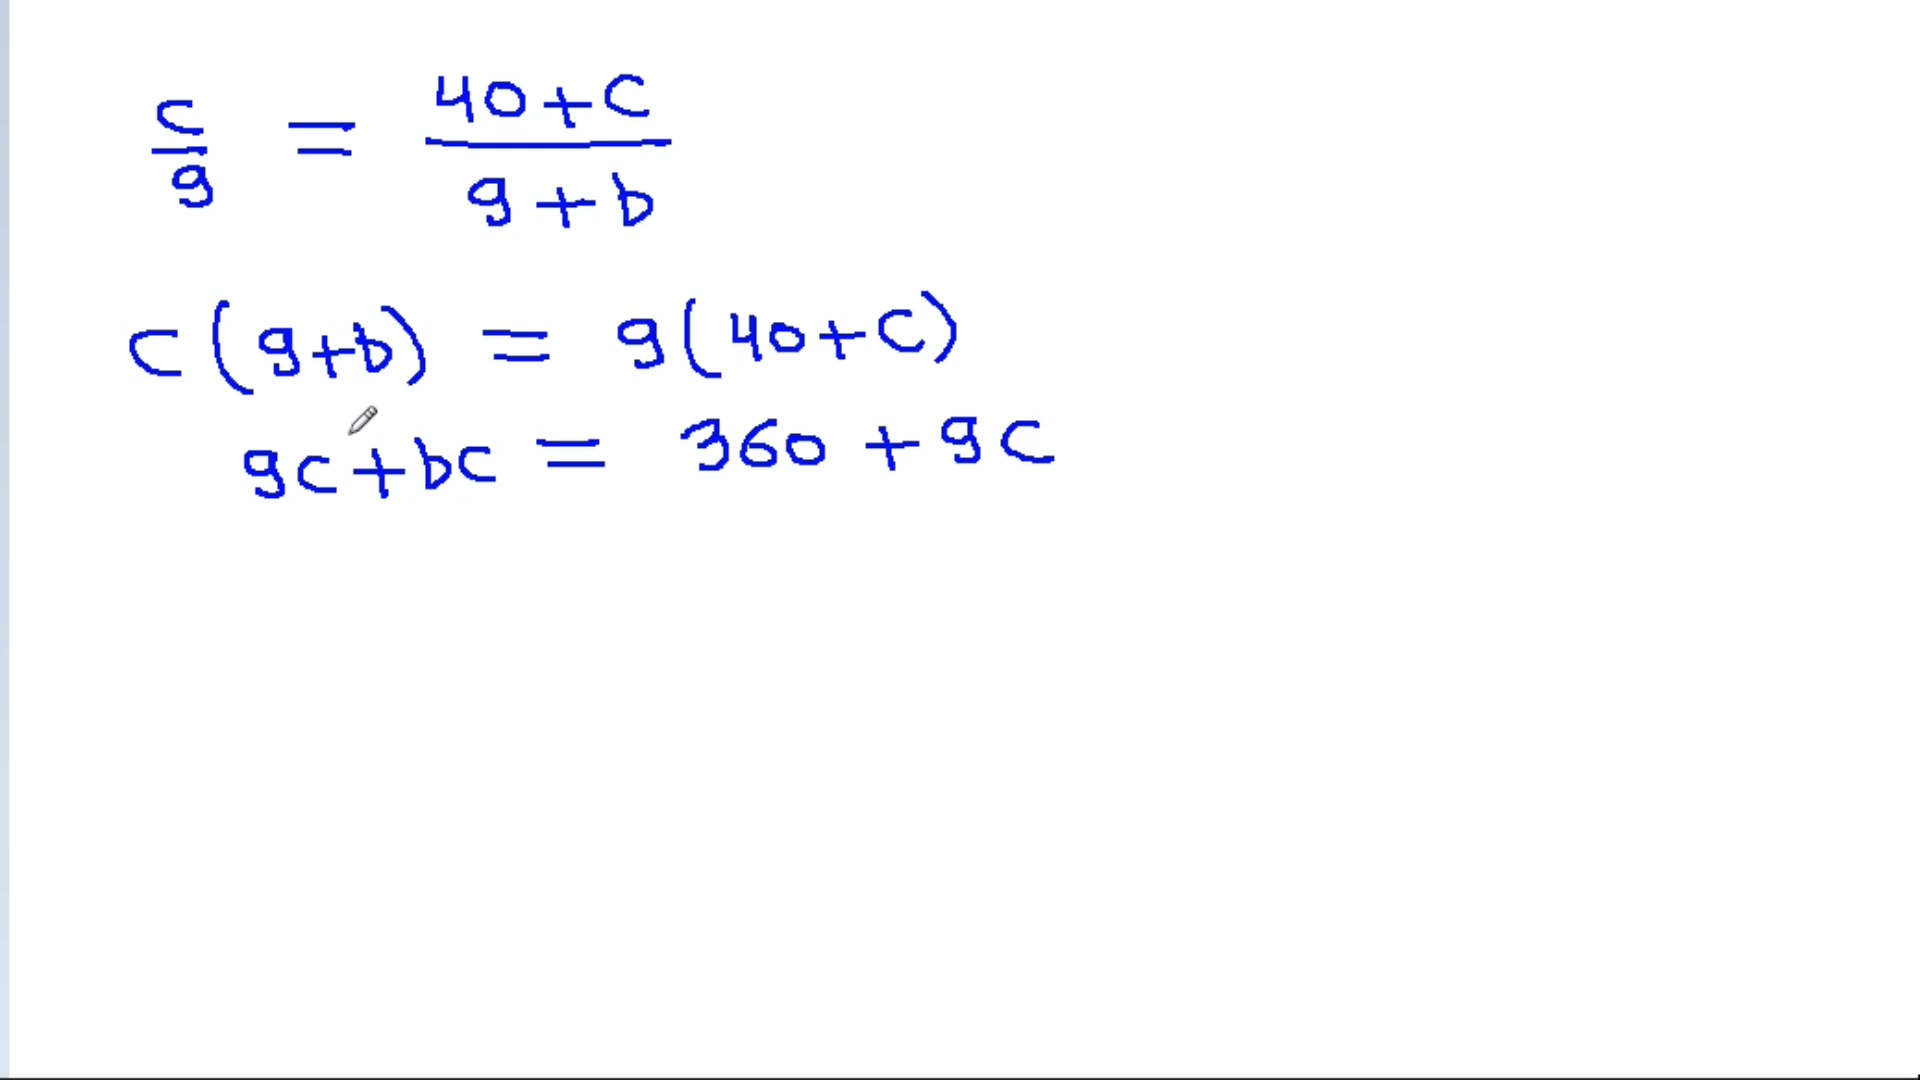 c = 40+c
9 9+b
c(9+b) = 9(40+c)
9c+bc = 360+9c